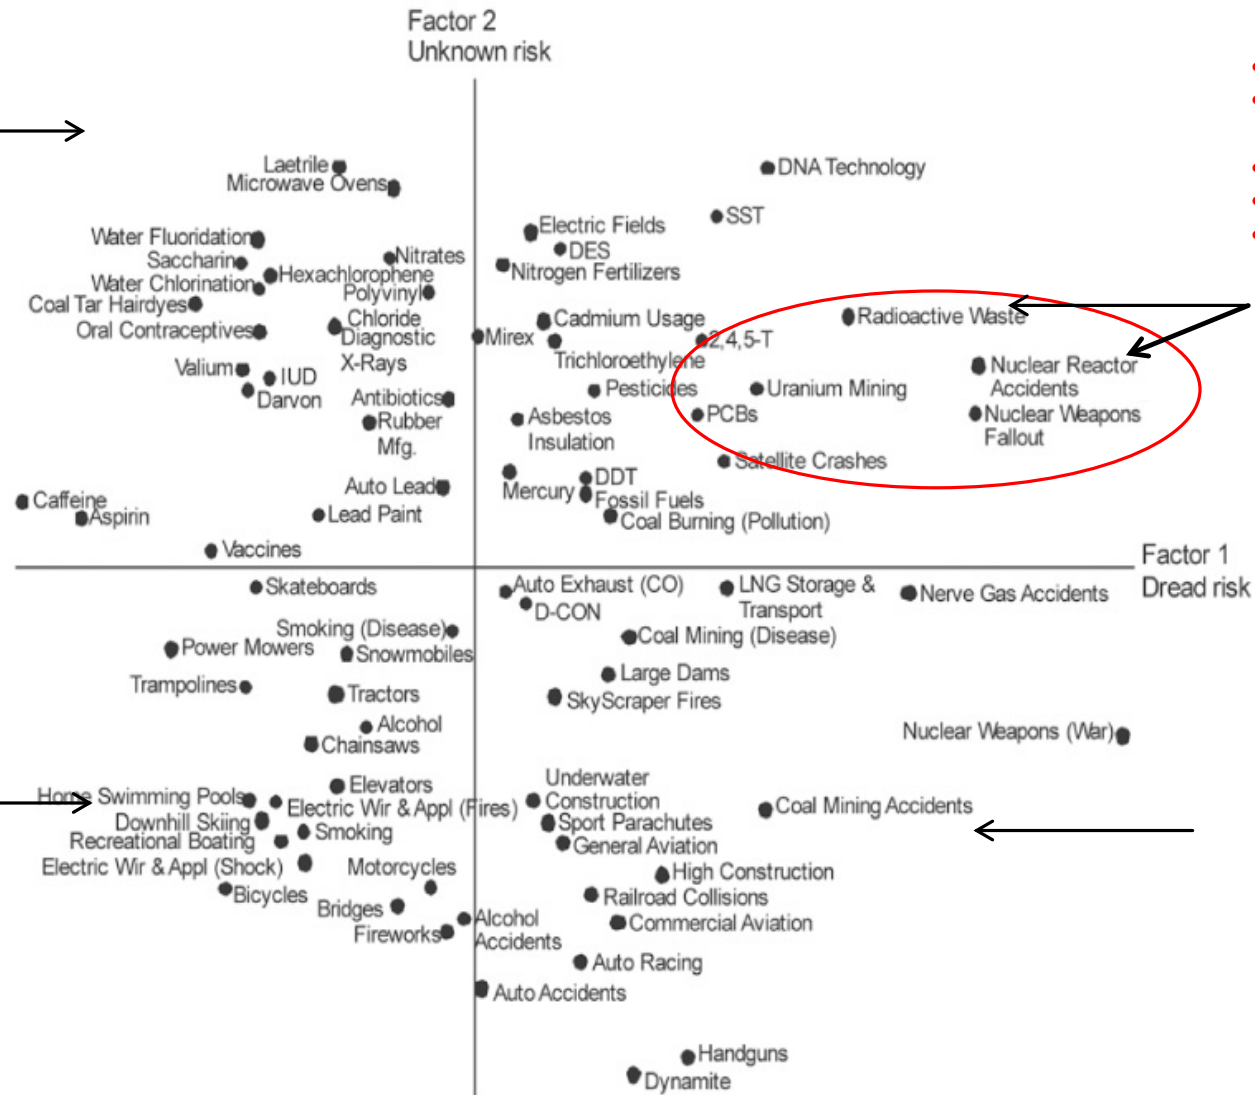 Factor 2
Unknown risk
Laetrile
DNA Technology
Microwave Ovens
SST
Electric Fields
Water Fluoridation
DES
Nitrates
Saccharin
Nitrogen Fertilizers
Hexachlorophene
Water Chlorination
Polyvinyl
Chloride
Coal Tar Hairdyes
Radioactive Waste
Cadmium Usage
Oral Contraceptives
Diagnostic
X-Rays
Mirex
2,4,5-T
Trichloroethylene
Nuclear Reactor
Accidents
Valium
IUD
Darvon
Pesticides
Uranium Mining
Antibiotics
PCBs
Nuclear Weapons
Fallout
Rubber
Mfg.
Asbestos
Insulation
Satellite Crashes
DDT
Auto Lead
Mercury
Fossil Fuels
Caffeine
Aspirin
Lead Paint
Coal Burning (Pollution)
Vaccines
Factor 1
Dread risk
Skateboards
Auto Exhaust (CO)
LNG Storage &
Transport
Nerve Gas Accidents
D-CON
Smoking (Disease)
Coal Mining (Disease)
Power Mowers
Snowmobiles
Large Dams
Trampolines
Tractors
SkyScraper Fires
Alcohol
Nuclear Weapons (War)
Chainsaws
Elevators
Underwater
Construction
Home Swimming Pools
Electric Wir & Appl (Fires)
Coal Mining Accidents
Downhill Skiing
Sport Parachutes
Smoking
Recreational Boating
General Aviation
Electric Wir & Appl (Shock)
Motorcycles
High Construction
Bicycles
Railroad Collisions
Bridges
Alcohol
Accidents
Commercial Aviation
Fireworks
Auto Racing
Auto Accidents
Handguns
Dynamite